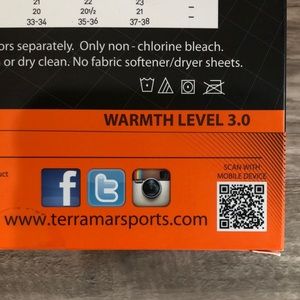 21 22 23
20 20½ 21 –
33-34 35-36 37-38 –
ors separately. Only non - chlorine bleach.
or dry clean. No fabric softener/dryer sheets.
WARMTH LEVEL 3.0
SCAN WITH
MOBILE DEVICE
f t
www.terramarsports.com